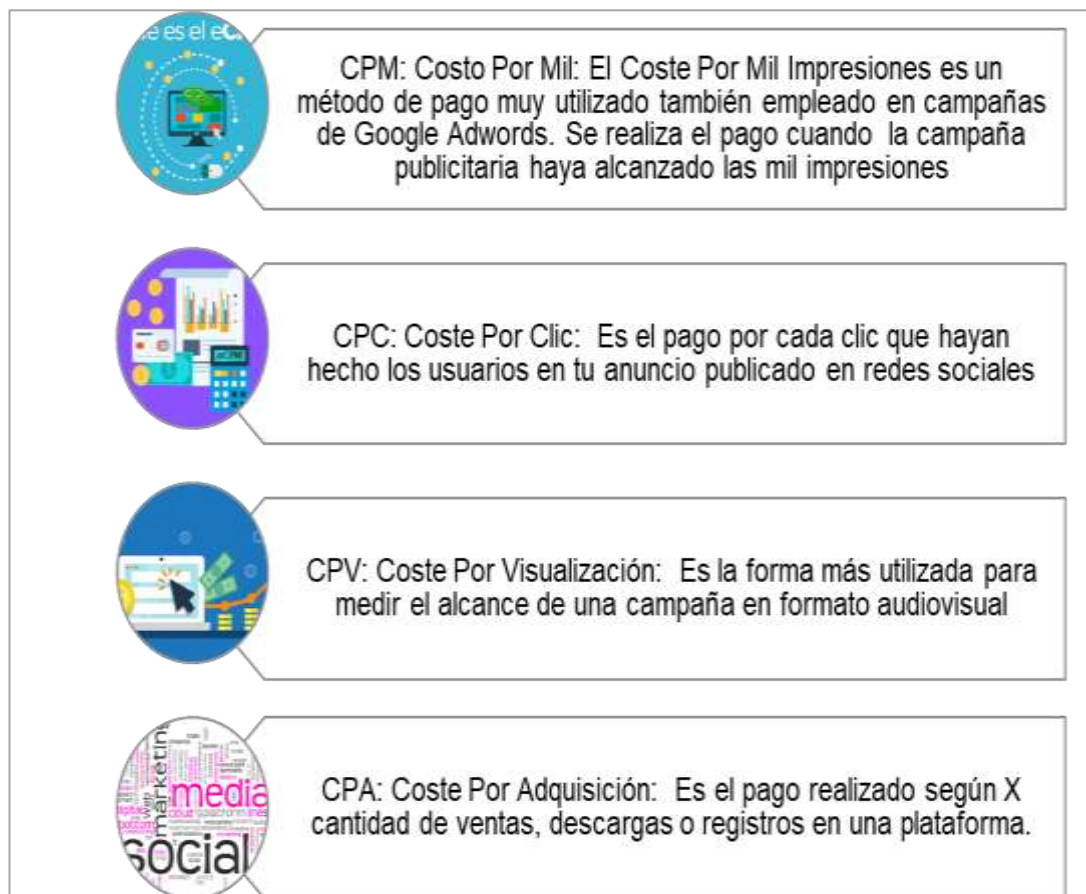 e es el eC
CPM: Costo Por Mil: El Coste Por Mil Impresiones es un
método de pago muy utilizado también empleado en campañas
de Google Adwords. Se realiza el pago cuando la campaña
publicitaria haya alcanzado las mil impresiones
eCPM
CPC: Coste Por Clic: Es el pago por cada clic que hayan
hecho los usuarios en tu anuncio publicado en redes sociales
CPV: Coste Por Visualización: Es la forma más utilizada para
medir el alcance de una campaña en formato audiovisual
marketing
media
social
CPA: Coste Por Adquisición: Es el pago realizado según X
cantidad de ventas, descargas o registros en una plataforma.